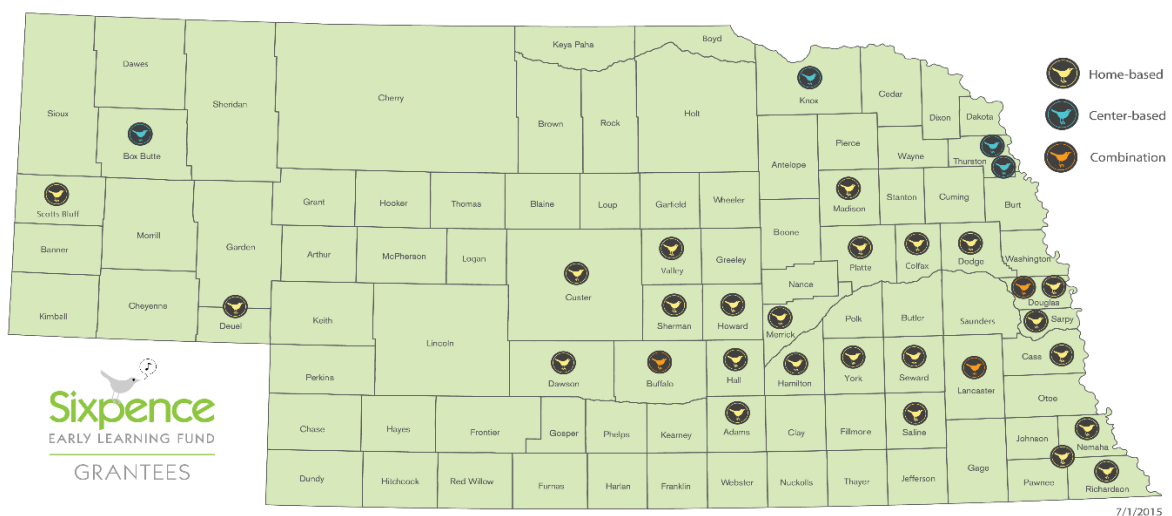 Boyd
Keya Paha
Dawes
Home-based
Cherry
Knox
Cedar
Sheridan
Sioux
Holt
Center-based
Brown
Rock
Dixon
Dakota
Pierce
Box Butte
Wayne
Thurston
Combination
Antelope
Grant
Hooker
Thomas
Blaine
Loup
Garfield
Wheeler
Madison
Stanton
Cuming
Burt
Scotts Bluff
Boone
Morrill
Banner
Garden
Arthur
McPherson
Logan
Valley
Greeley
Platte
Colfax
Dodge
Washington
Nance
Custer
Douglas
Cheyenne
Kimball
Deuel
Keith
Sherman
Howard
Merrick
Polk
Butler
Saunders
Sarpy
Lincoln
Cass
Perkins
Dawson
Buffalo
Hall
Hamilton
York
Seward
Lancaster
Otoe
Sixpence
EARLY LEARNING FUND
GRANTEES
Chase
Hayes
Frontier
Gosper
Phelps
Kearney
Adams
Clay
Fillmore
Saline
Johnson
Nemaha
Gage
Dundy
Hitchcock
Red Willow
Furnas
Harlan
Franklin
Webster
Nuckolls
Thayer
Jefferson
Pawnee
Richardson
7/1/2015